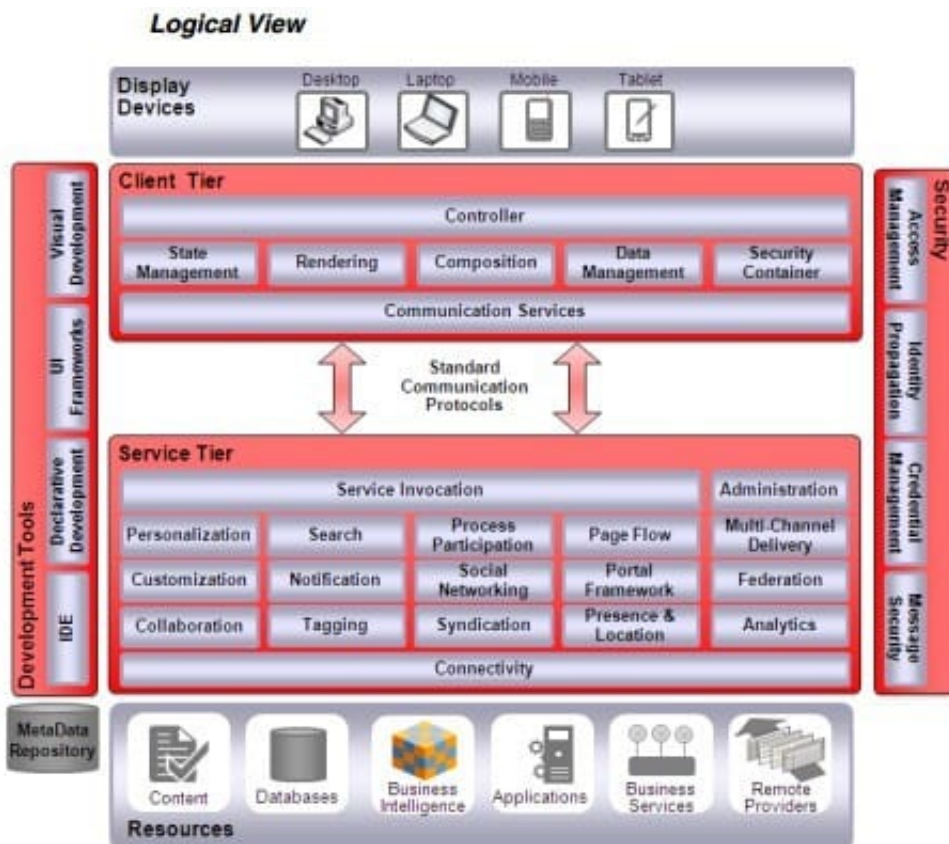 Logical View
Display
Devices
Desktop
Laptop
Mobile
Tablet
Client Tier
Controller
State
Management
Rendering
Composition
Data
Management
Security
Container
Communication Services
Standard
Communication
Protocols
Service Tier
Service Invocation
Administration
Personalization
Search
Process
Participation
Page Flow
Multi-Channel
Delivery
Customization
Notification
Social
Networking
Portal
Framework
Federation
Collaboration
Tagging
Syndication
Presence &
Location
Analytics
Connectivity
Development Tools
Visual
Development
UI
Frameworks
Declarative
Development
IDE
Security
Access
Management
Identity
Propagation
Credential
Management
Message
Security
MetaData
Repository
Content
Databases
Business
Intelligence
Applications
Business
Services
Remote
Providers
Resources